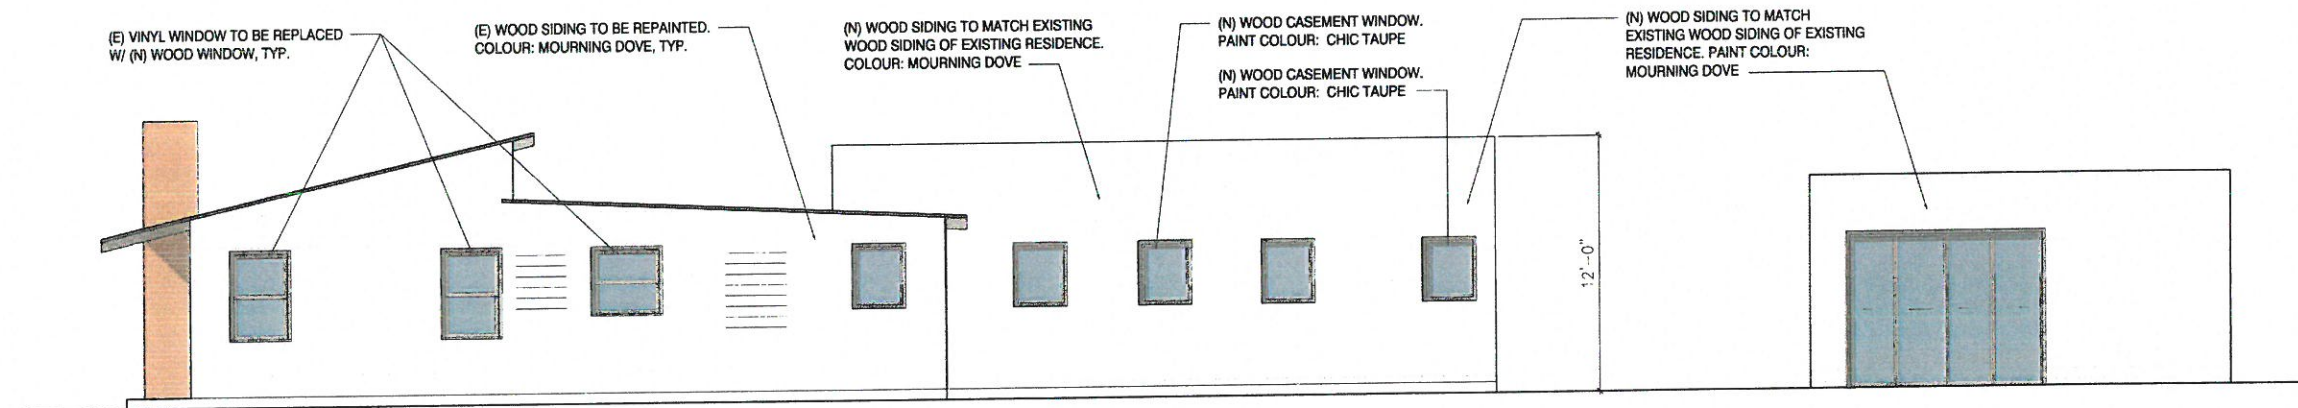 (E) VINYL WINDOW TO BE REPLACED
W/ (N) WOOD WINDOW, TYP.
(E) WOOD SIDING TO BE REPAINTED.
COLOUR: MOURNING DOVE, TYP.
(N) WOOD SIDING TO MATCH EXISTING
WOOD SIDING OF EXISTING RESIDENCE.
COLOUR: MOURNING DOVE
(N) WOOD CASEMENT WINDOW.
PAINT COLOUR: CHIC TAUPE
(N) WOOD CASEMENT WINDOW.
PAINT COLOUR: CHIC TAUPE
(N) WOOD SIDING TO MATCH
EXISTING WOOD SIDING OF EXISTING
RESIDENCE. PAINT COLOUR:
MOURNING DOVE
12'-0"